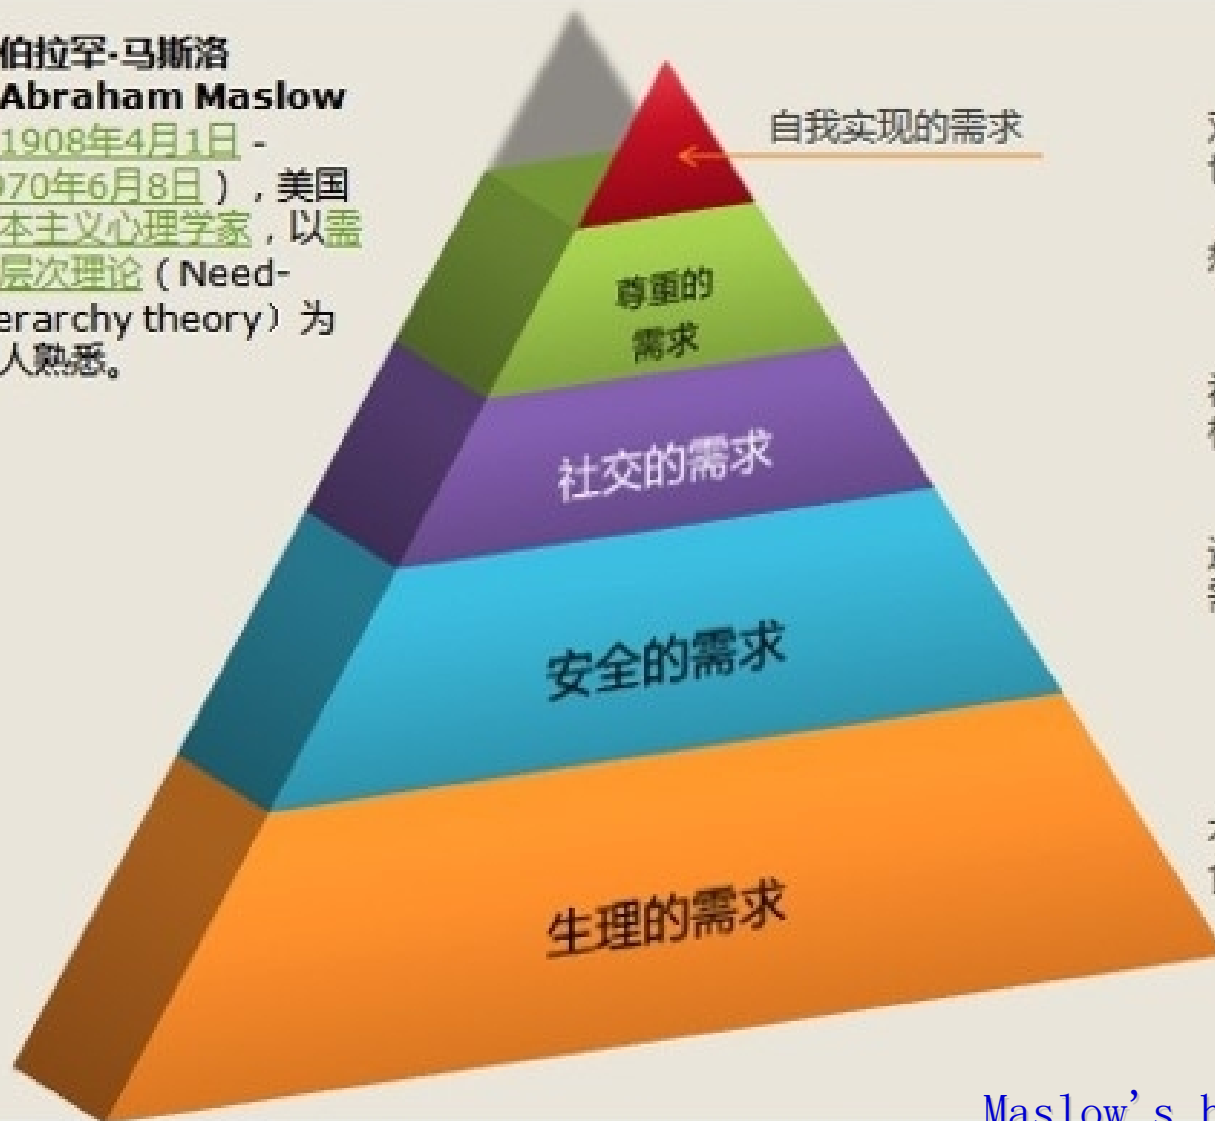 伯拉罕·马斯洛
Abraham Maslow
1908年4月1日 -
970年6月8日），美国
本主义心理学家，以需
层次理论（Need-
erarchy theory）为
人熟悉。
自我实现的需求
尊重的
需求
社交的需求
安全的需求
生理的需求
Maslow's h